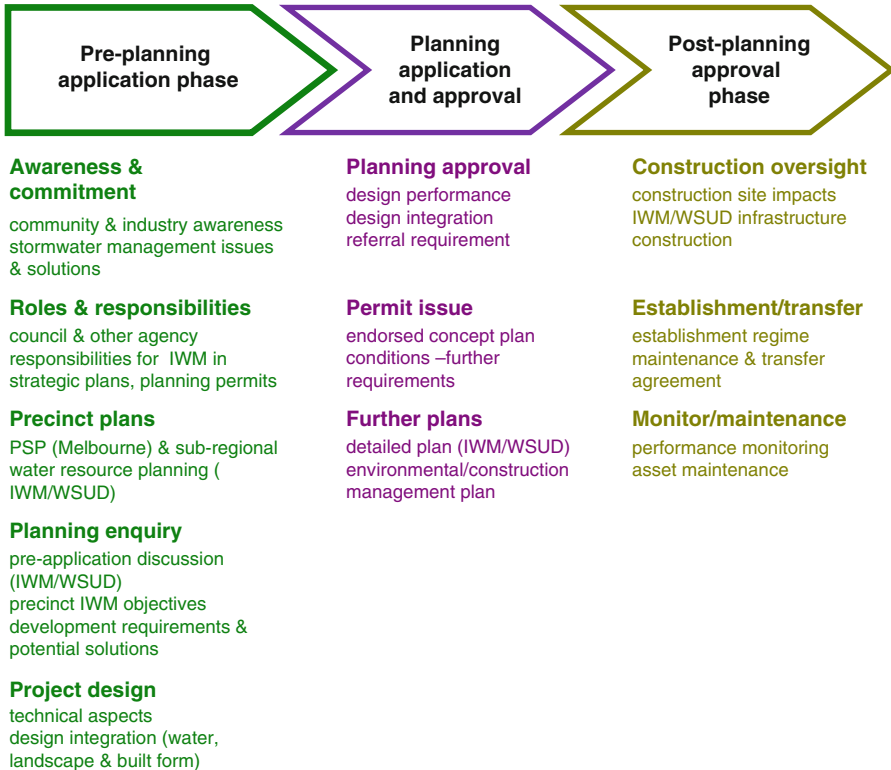 Pre-planning
application phase
Planning
application
and approval
Post-planning
approval
phase
Awareness &
commitment
community & industry awareness
stormwater management issues
& solutions
Roles & responsibilities
council & other agency
responsibilities for IWM in
strategic plans, planning permits
Precinct plans
PSP (Melbourne) & sub-regional
water resource planning (
IWM/WSUD)
Planning enquiry
pre-application discussion
(IWM/WSUD)
precinct IWM objectives
development requirements &
potential solutions
Project design
technical aspects
design integration (water,
landscape & built form)
Planning approval
design performance
design integration
referral requirement
Permit issue
endorsed concept plan
conditions –further
requirements
Further plans
detailed plan (IWM/WSUD)
environmental/construction
management plan
Construction oversight
construction site impacts
IWM/WSUD infrastructure
construction
Establishment/transfer
establishment regime
maintenance & transfer
agreement
Monitor/maintenance
performance monitoring
asset maintenance